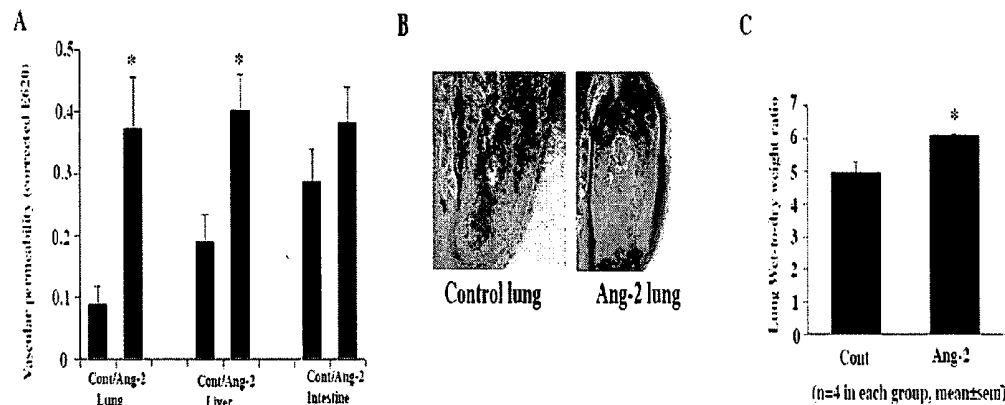 A
Vascular permeability (corrected E620)
0.5
0.4
0.3
0.2
0.1
0
*
*
Cont/Ang-2
Lung
Cont/Ang-2
Liver
Cont/Ang-2
Intestine
B
Control lung
Ang-2 lung
C
Lung Wet-to-dry weight ratio
7
6
5
4
3
2
1
0
*
Cont
Ang-2
(n=4 in each group, mean±sem)